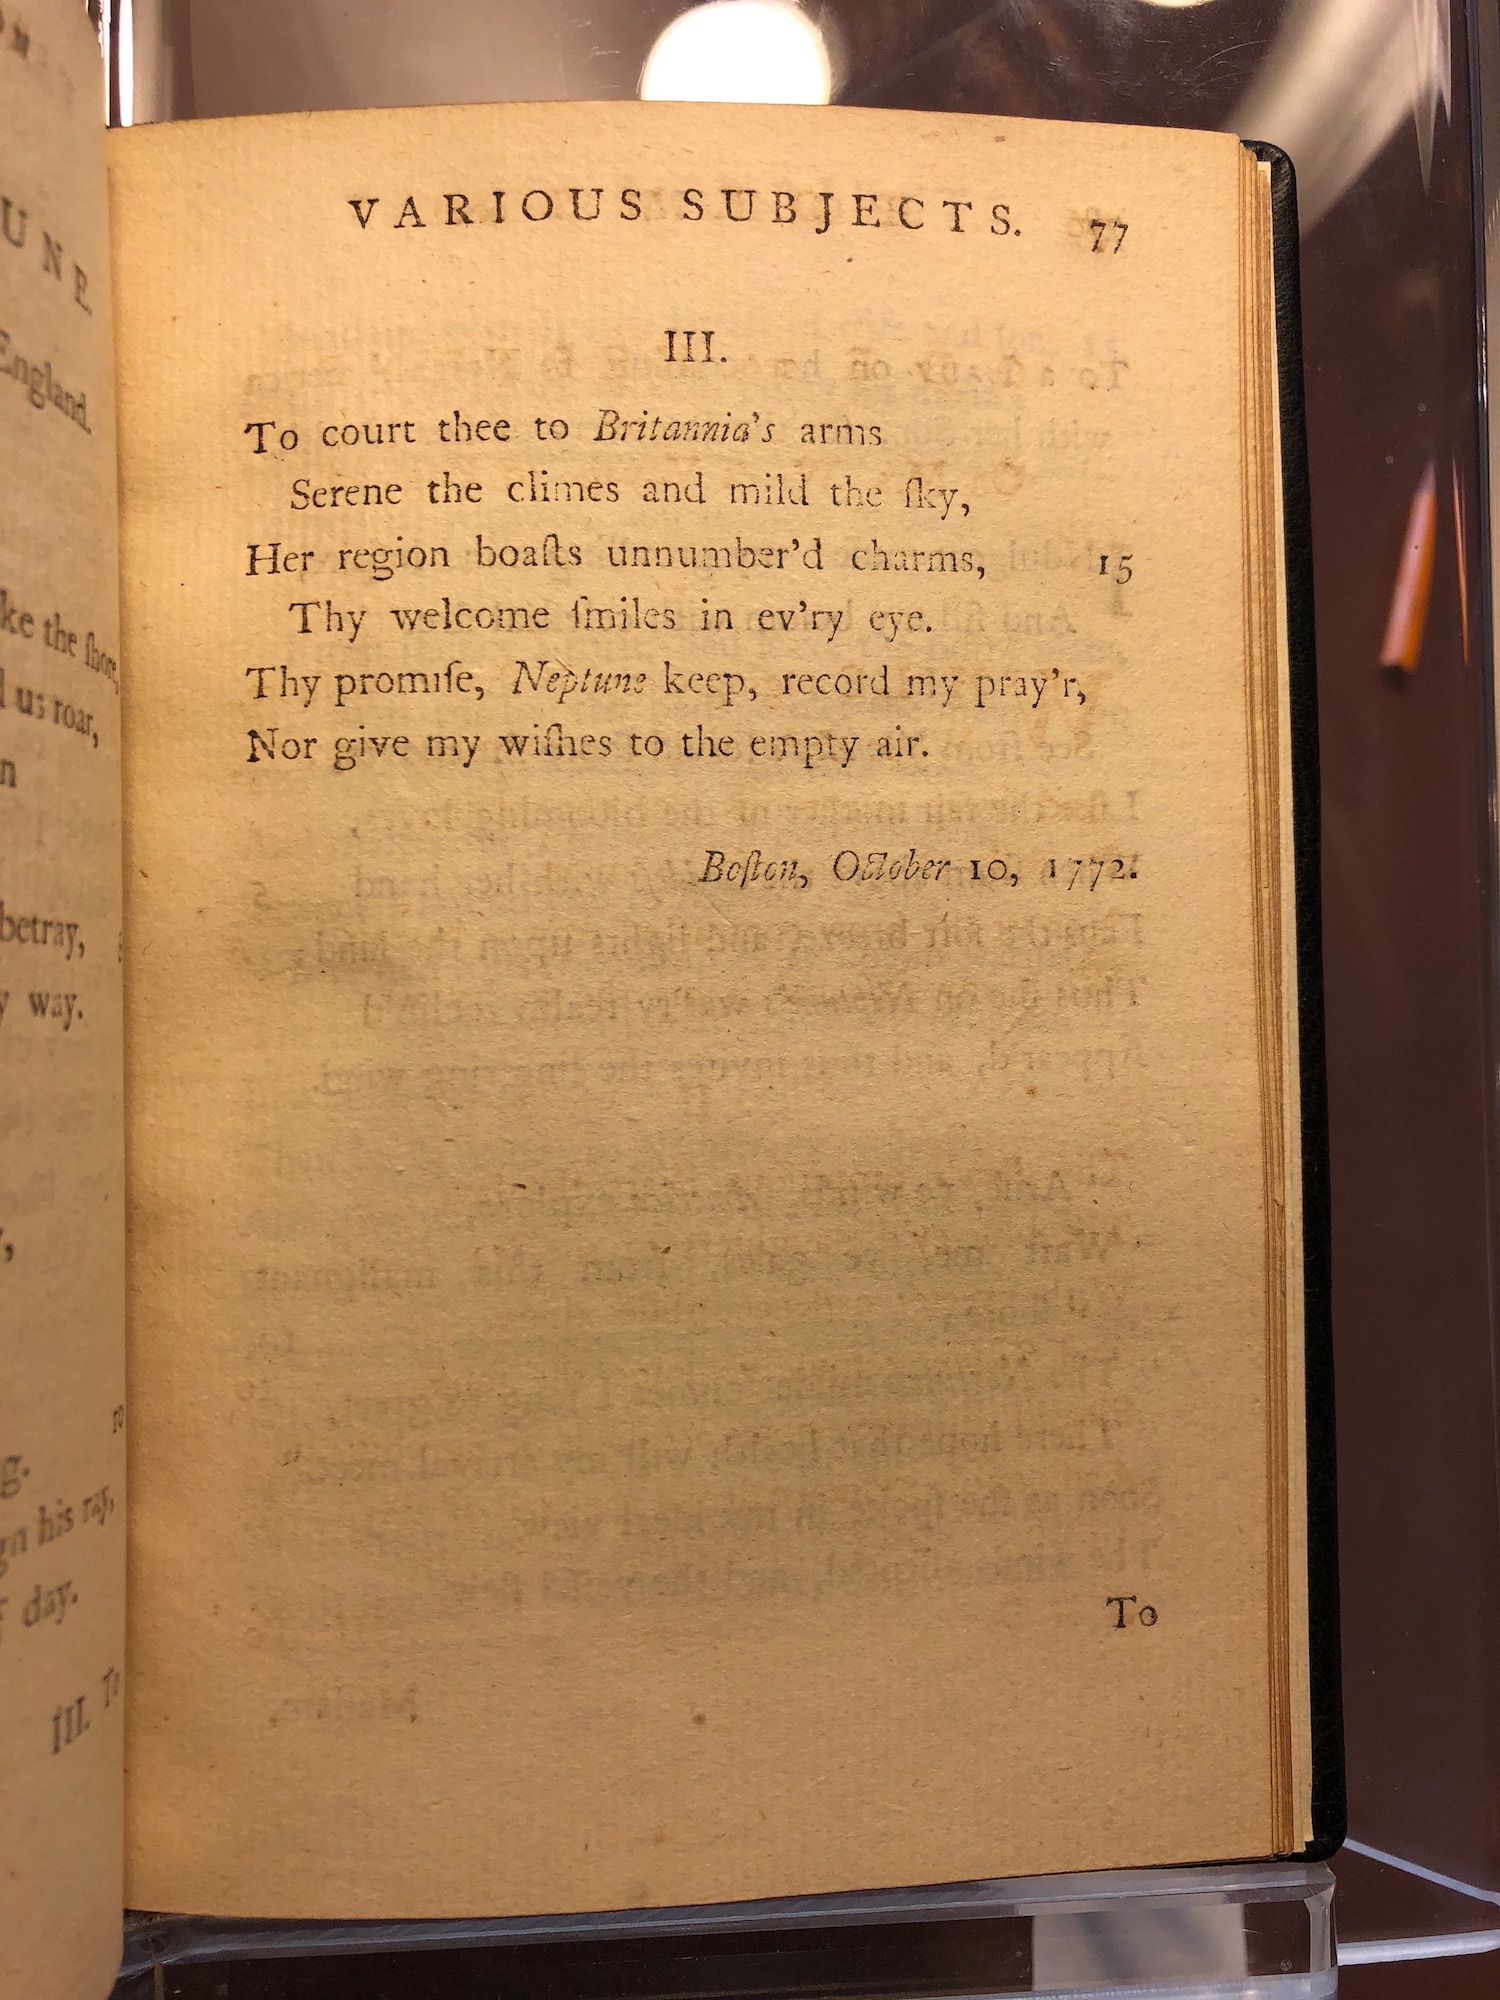 UNE
England.
ke the ſhore,
us roar,
betray,
way.
10
his ray,
day.
III. To
VARIOUS SUBJECTS. 77
III.
To court thee to Britannia's arms
Serene the climes and mild the ſky,
Her region boaſts unnumber'd charms, 15
Thy welcome ſmiles in ev'ry eye.
Thy promiſe, Neptune keep, record my pray'r,
Nor give my wiſhes to the empty air.
Boſton, October 10, 1772.
To